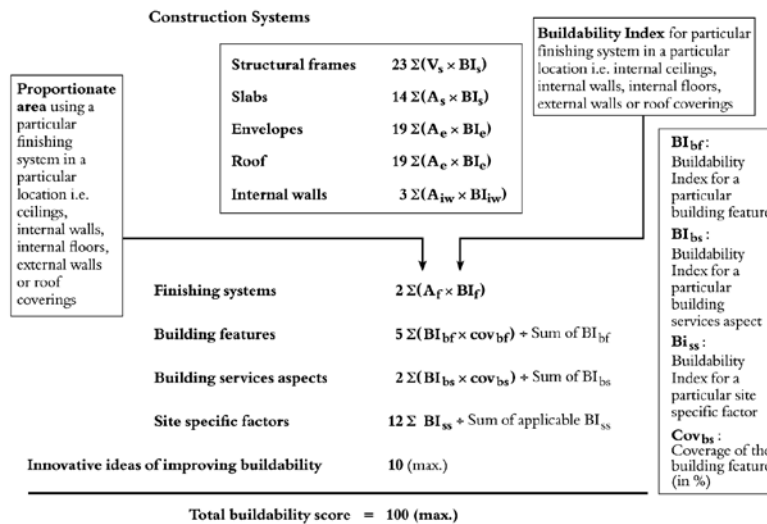 Construction Systems
Structural frames 23 Σ(Vs × BIs)
Slabs 14 Σ(As × BIs)
Envelopes 19 Σ(Ae × BIe)
Roof 19 Σ(Ae × BIe)
Internal walls 3 Σ(Aiw × BIiw)
Buildability Index for particular
finishing system in a particular
location i.e. internal ceilings,
internal walls, internal floors,
external walls or roof coverings
Proportionate
area using a
particular
finishing
system in a
particular
location i.e.
ceilings,
internal walls,
internal floors,
external walls
or roof
coverings
BIbf:
Buildability
Index for a
particular
building feature
BIbs:
Buildability
Index for a
particular
building
services aspect
Biss:
Buildability
Index for a
particular site
specific factor
Covbs:
Coverage of the
building feature
(in %)
Finishing systems 2 Σ(Af × BIf)
Building features 5 Σ(BIbf × covbf) ÷ Sum of BIbf
Building services aspects 2 Σ(BIbs × covbs) ÷ Sum of BIbs
Site specific factors 12 Σ BIss ÷ Sum of applicable BIss
Innovative ideas of improving buildability 10 (max.)
Total buildability score = 100 (max.)